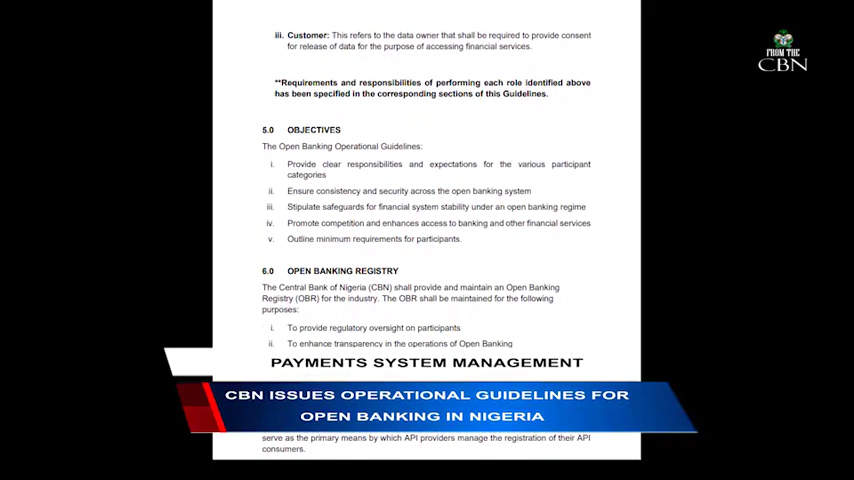 iii. Customer: This refers to the data owner that shall be required to provide consent
for release of data for the purpose of accessing financial services.
FROM THE
CBN
**Requirements and responsibilities of performing each role identified above
has been specified in the corresponding sections of this Guidelines.
5.0 OBJECTIVES
The Open Banking Operational Guidelines:
i. Provide clear responsibilities and expectations for the various participant
categories
ii. Ensure consistency and security across the open banking system
iii. Stipulate safeguards for financial system stability under an open banking regime
iv. Promote competition and enhances access to banking and other financial services
v. Outline minimum requirements for participants.
6.0 OPEN BANKING REGISTRY
The Central Bank of Nigeria (CBN) shall provide and maintain an Open Banking
Registry (OBR) for the industry. The OBR shall be maintained for the following
purposes:
i. To provide regulatory oversight on participants
ii. To enhance transparency in the operations of Open Banking
PAYMENTS SYSTEM MANAGEMENT
CBN ISSUES OPERATIONAL GUIDELINES FOR
OPEN BANKING IN NIGERIA
serve as the primary means by which API providers manage the registration of their API
consumers.